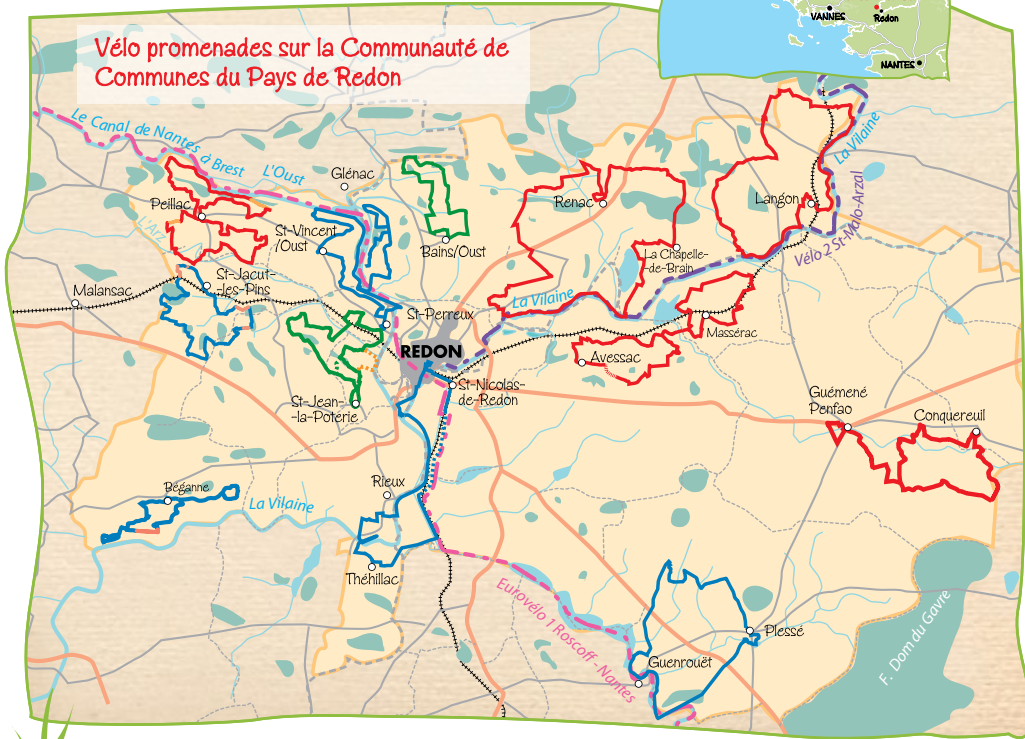 VANNES
Redon
NANTES
Vélo promenades sur la Communauté de
Communes du Pays de Redon
Le Canal de Nantes à Brest
L'Oust
La Vilaine
Glénac
Peillac
Renac
Langon
St-Vincent
/Oust
L'Arz
Bains/Oust
La Chapelle-
-de-Brain
Vélo 2 St-Malo-Arzal
St-Jacut-
-les-Pins
Malansac
La Vilaine
St-Perreux
Massérac
REDON
Avessac
St-Nicolas-
de-Redon
St-Jean-
-la-Poterie
Guémené
Penfao
Conquereuil
Rieux
Béganne
La Vilaine
Théhillac
Eurovélo 1 Roscoff - Nantes
F. Dom du Gavre
Plessé
Guenrouët